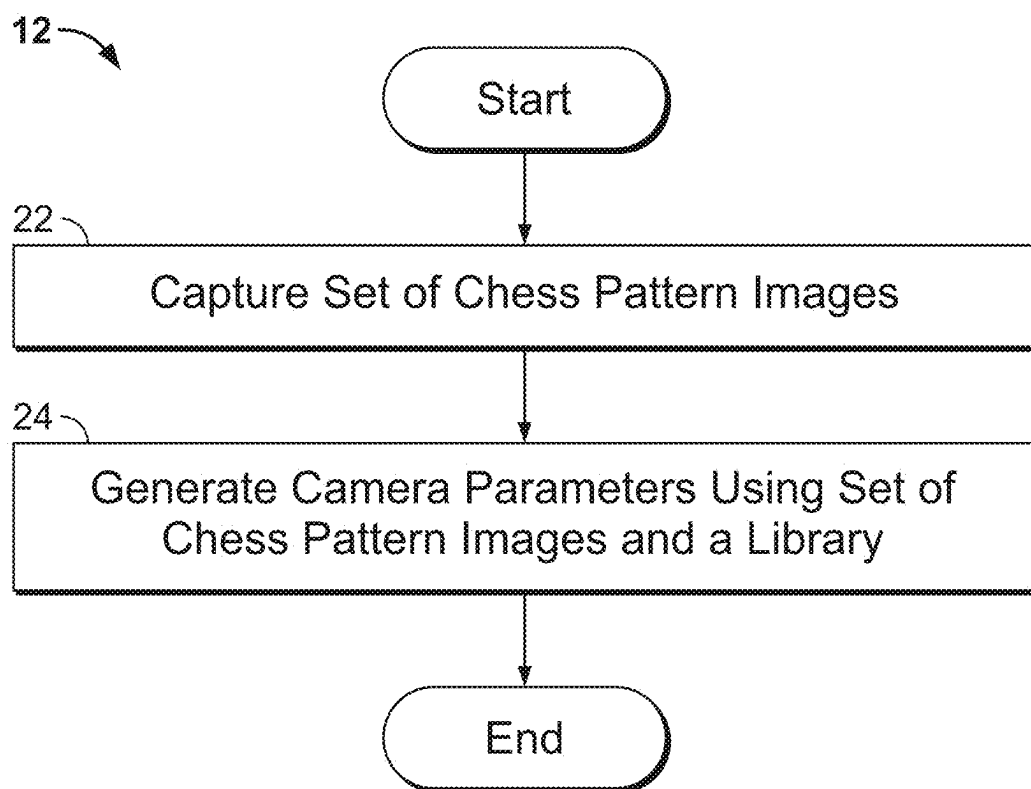 12
Start
22
Capture Set of Chess Pattern Images
24
Generate Camera Parameters Using Set of
Chess Pattern Images and a Library
End